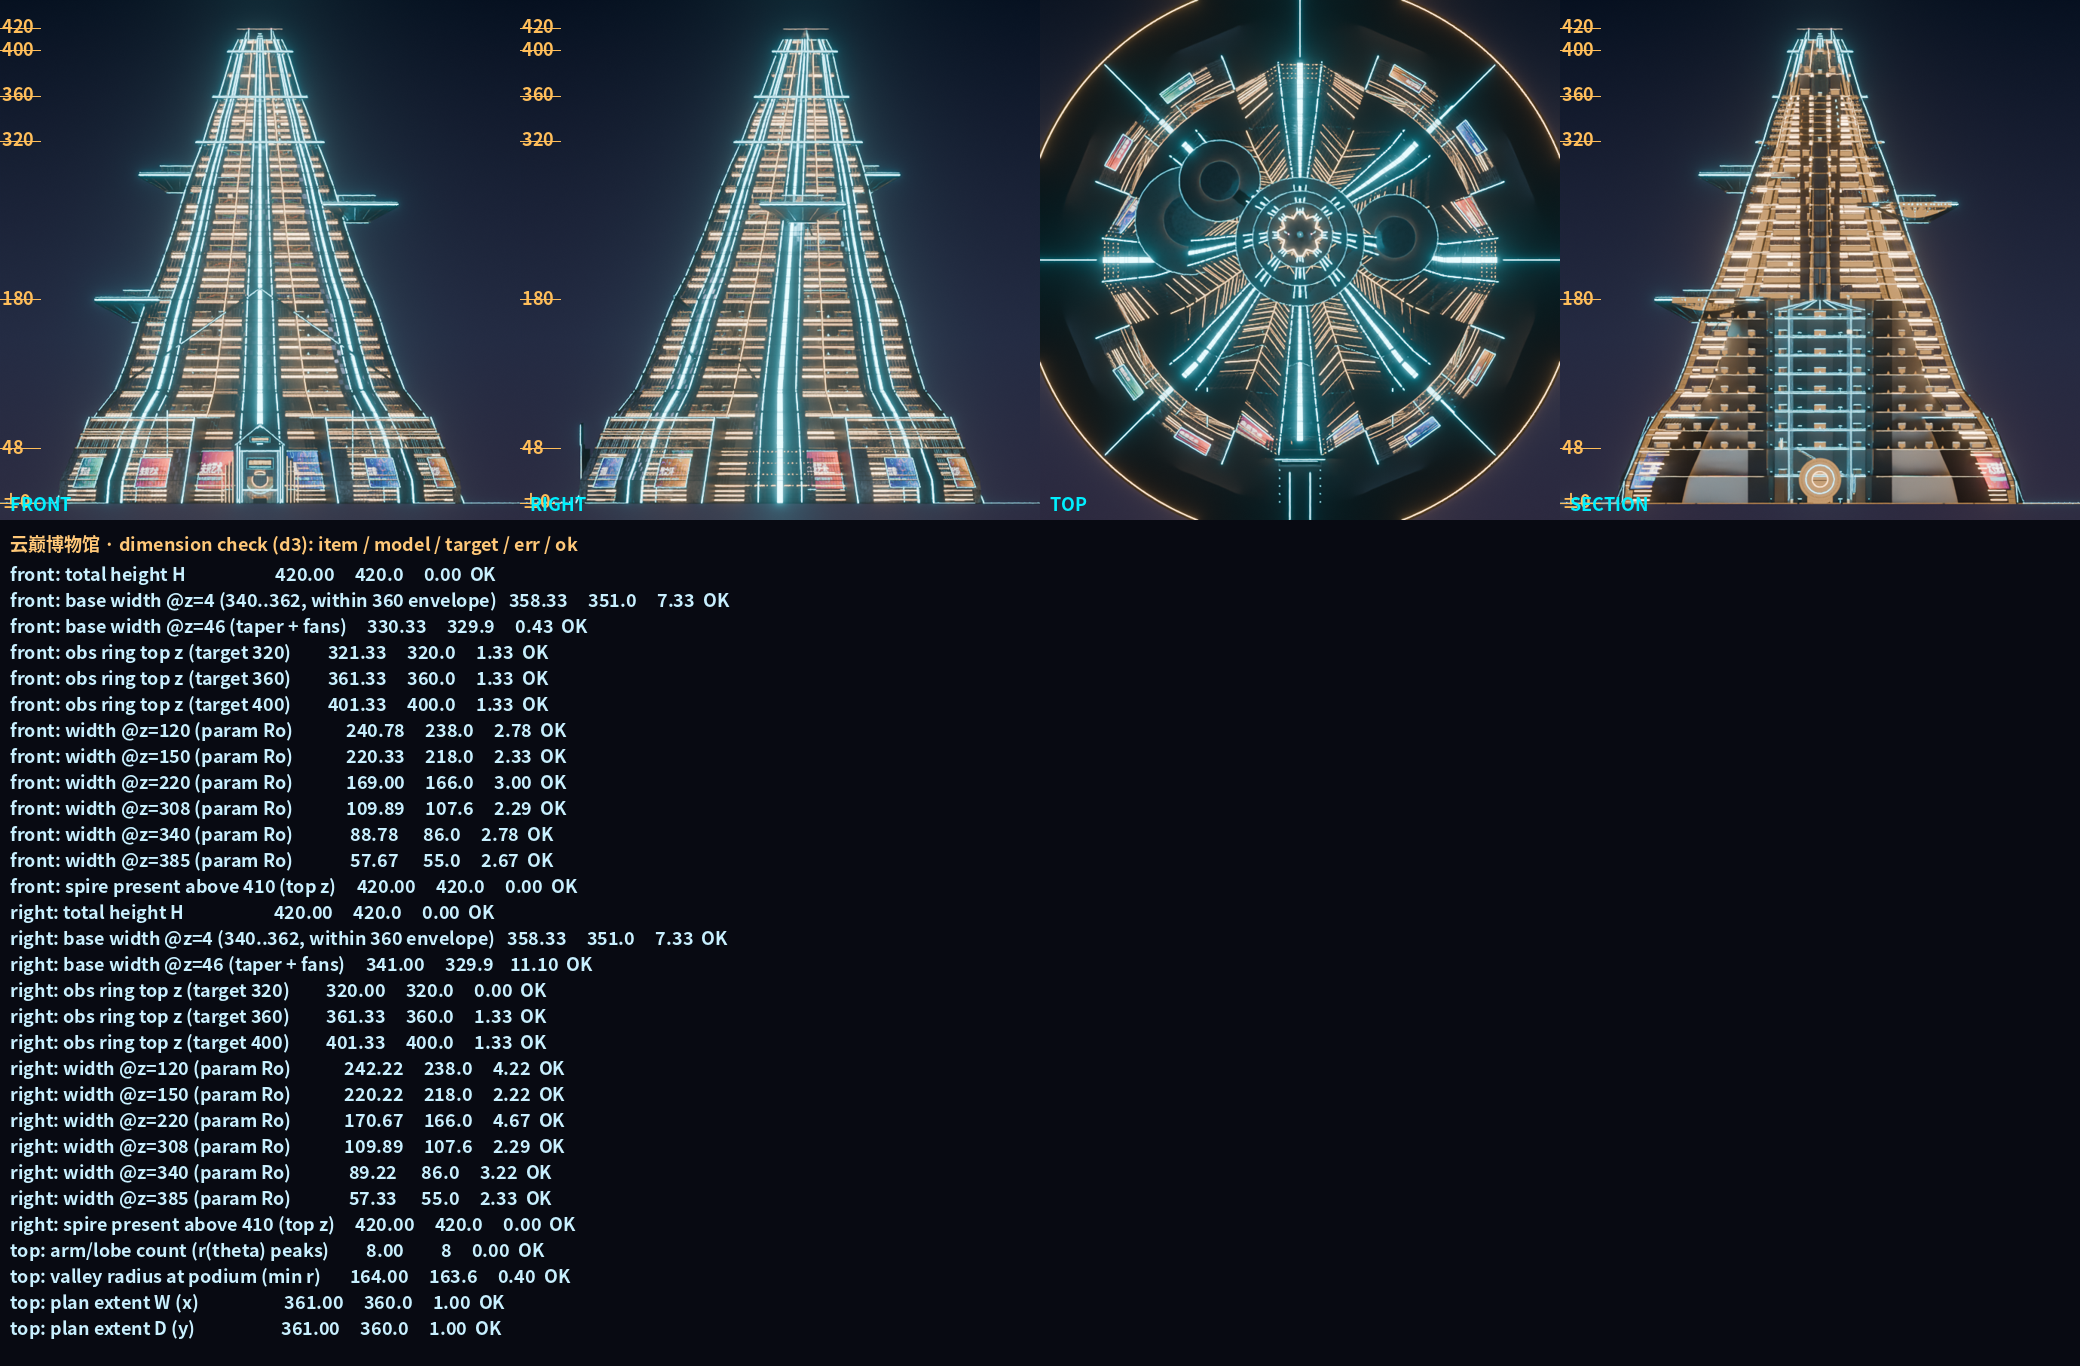 420
400
360
320
180
48
±0
FRONT
420
400
360
320
180
48
±0
RIGHT
TOP
420
400
360
320
180
48
±0
SECTION
云巅博物馆 · dimension check (d3): item / model / target / err / ok
front: total height H 420.00 420.0 0.00 OK
front: base width @z=4 (340..362, within 360 envelope) 358.33 351.0 7.33 OK
front: base width @z=46 (taper + fans) 330.33 329.9 0.43 OK
front: obs ring top z (target 320) 321.33 320.0 1.33 OK
front: obs ring top z (target 360) 361.33 360.0 1.33 OK
front: obs ring top z (target 400) 401.33 400.0 1.33 OK
front: width @z=120 (param Ro) 240.78 238.0 2.78 OK
front: width @z=150 (param Ro) 220.33 218.0 2.33 OK
front: width @z=220 (param Ro) 169.00 166.0 3.00 OK
front: width @z=308 (param Ro) 109.89 107.6 2.29 OK
front: width @z=340 (param Ro) 88.78 86.0 2.78 OK
front: width @z=385 (param Ro) 57.67 55.0 2.67 OK
front: spire present above 410 (top z) 420.00 420.0 0.00 OK
right: total height H 420.00 420.0 0.00 OK
right: base width @z=4 (340..362, within 360 envelope) 358.33 351.0 7.33 OK
right: base width @z=46 (taper + fans) 341.00 329.9 11.10 OK
right: obs ring top z (target 320) 320.00 320.0 0.00 OK
right: obs ring top z (target 360) 361.33 360.0 1.33 OK
right: obs ring top z (target 400) 401.33 400.0 1.33 OK
right: width @z=120 (param Ro) 242.22 238.0 4.22 OK
right: width @z=150 (param Ro) 220.22 218.0 2.22 OK
right: width @z=220 (param Ro) 170.67 166.0 4.67 OK
right: width @z=308 (param Ro) 109.89 107.6 2.29 OK
right: width @z=340 (param Ro) 89.22 86.0 3.22 OK
right: width @z=385 (param Ro) 57.33 55.0 2.33 OK
right: spire present above 410 (top z) 420.00 420.0 0.00 OK
top: arm/lobe count (r(theta) peaks) 8.00 8 0.00 OK
top: valley radius at podium (min r) 164.00 163.6 0.40 OK
top: plan extent W (x) 361.00 360.0 1.00 OK
top: plan extent D (y) 361.00 360.0 1.00 OK